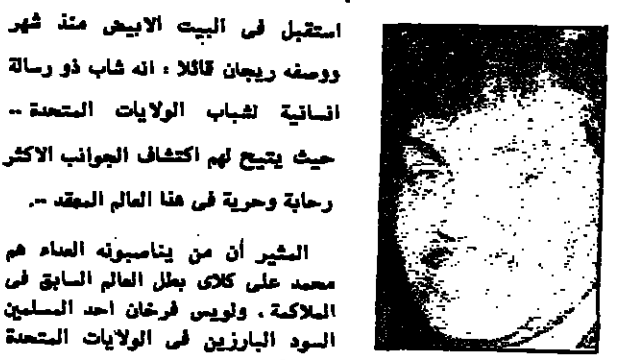 استقبل فى البيت الابيض منذ شهر
ووصفه ريجان قائلا : انه شاب ذو رسالة
انسانية لشباب الولايات المتحدة ..
حيث يتيح لهم اكتشاف الجوانب الاكثر
رحابة وحرية فى هذا العالم المعقد ..
المثير أن من يناصبونه العداء هم
محمد على كلاى بطل العالم السابق فى
الملاكمة . ولويس فرخان احد المسلمين
السود البارزين فى الولايات المتحدة